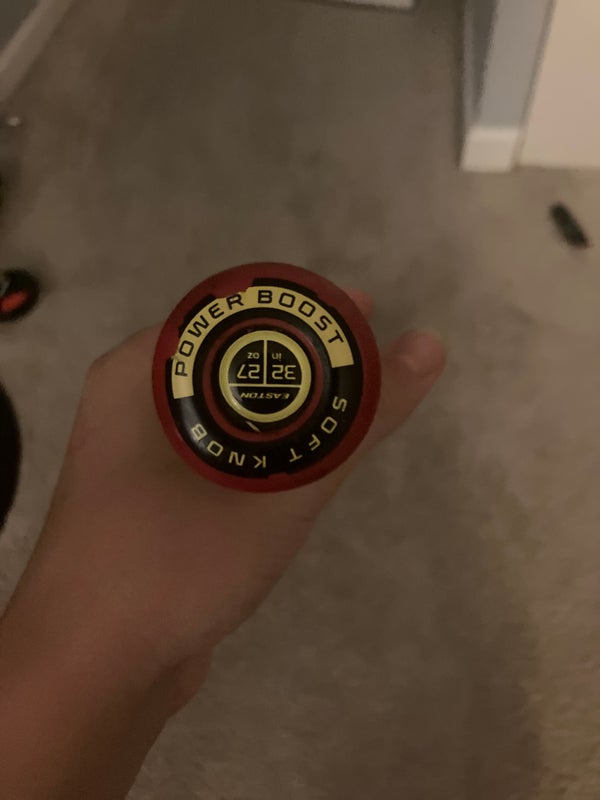 POWER BOOST
SOFT KNOB
EASTON
32 27
in oz